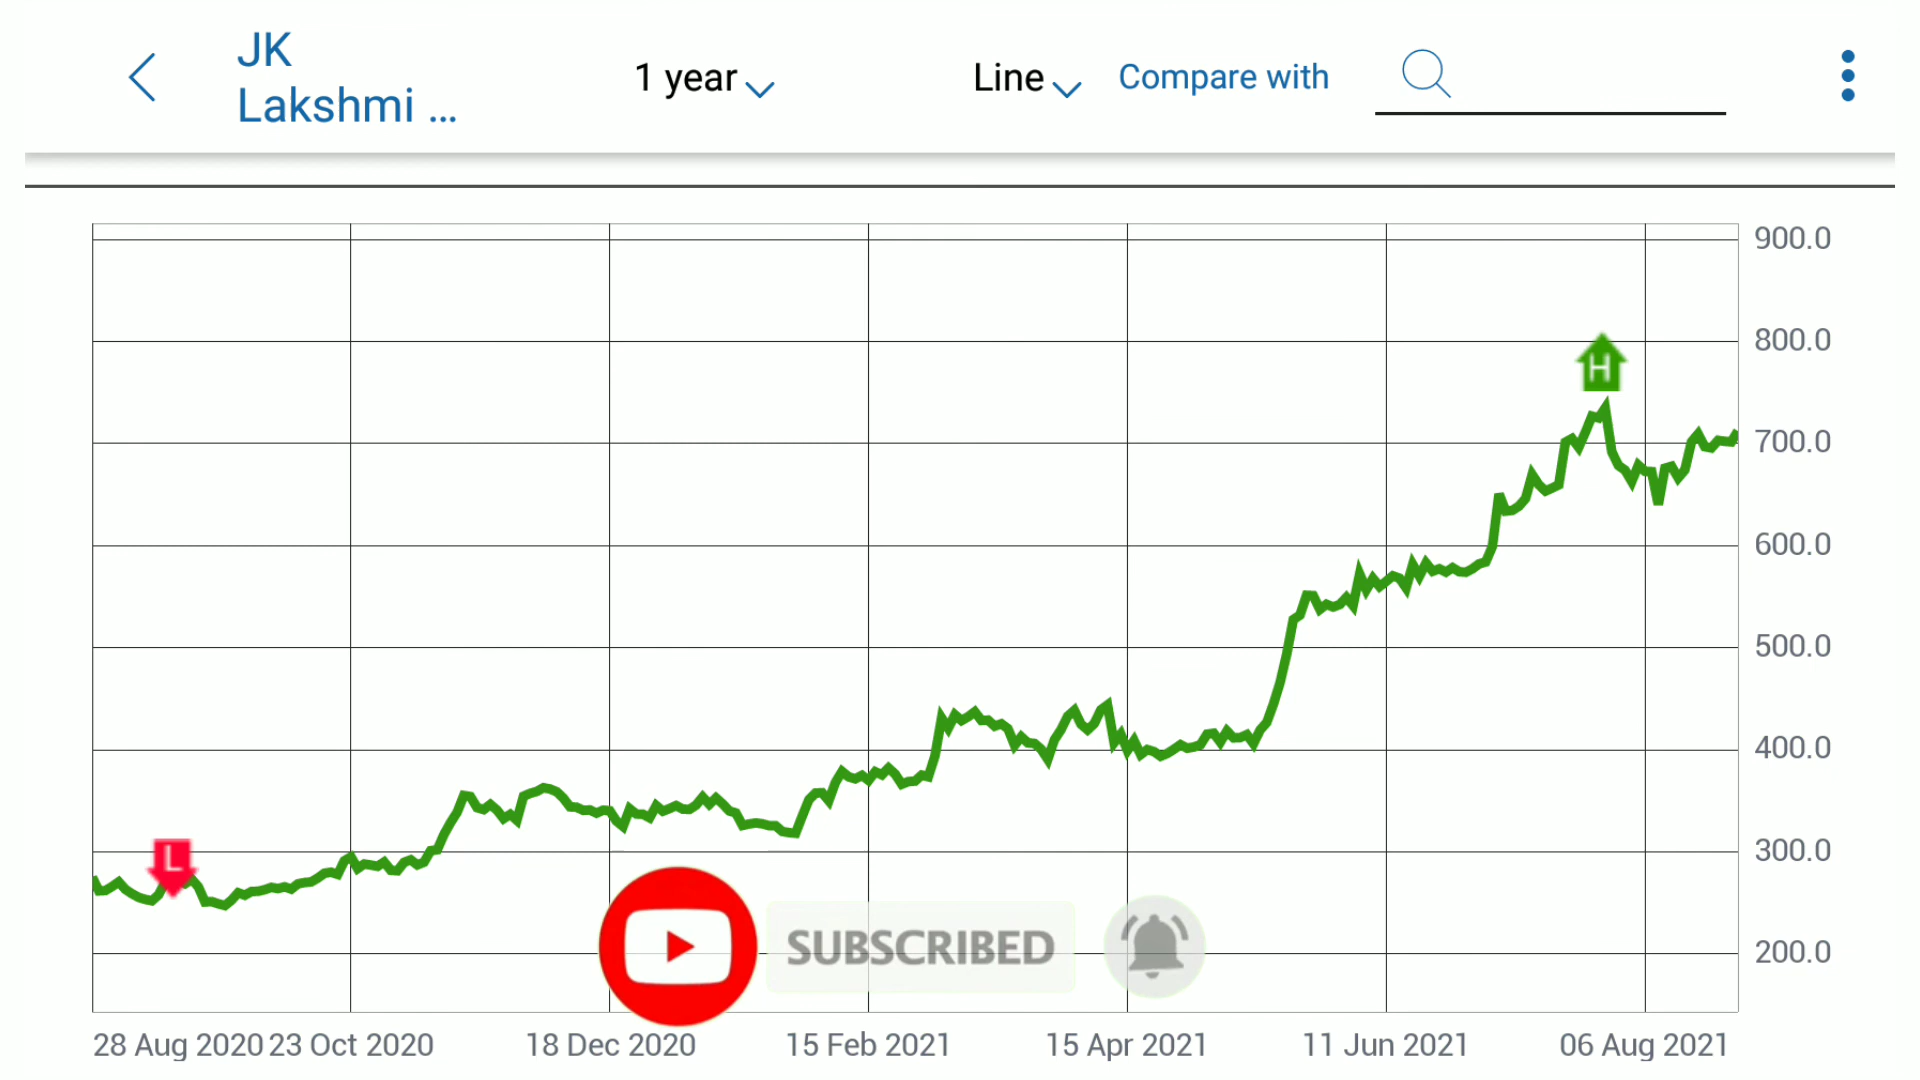 JK
Lakshmi ...
1 year
Line
Compare with
900.0
800.0
H
700.0
600.0
500.0
400.0
300.0
L
SUBSCRIBED
200.0
28 Aug 2020 23 Oct 2020 18 Dec 2020 15 Feb 2021 15 Apr 2021 11 Jun 2021 06 Aug 2021